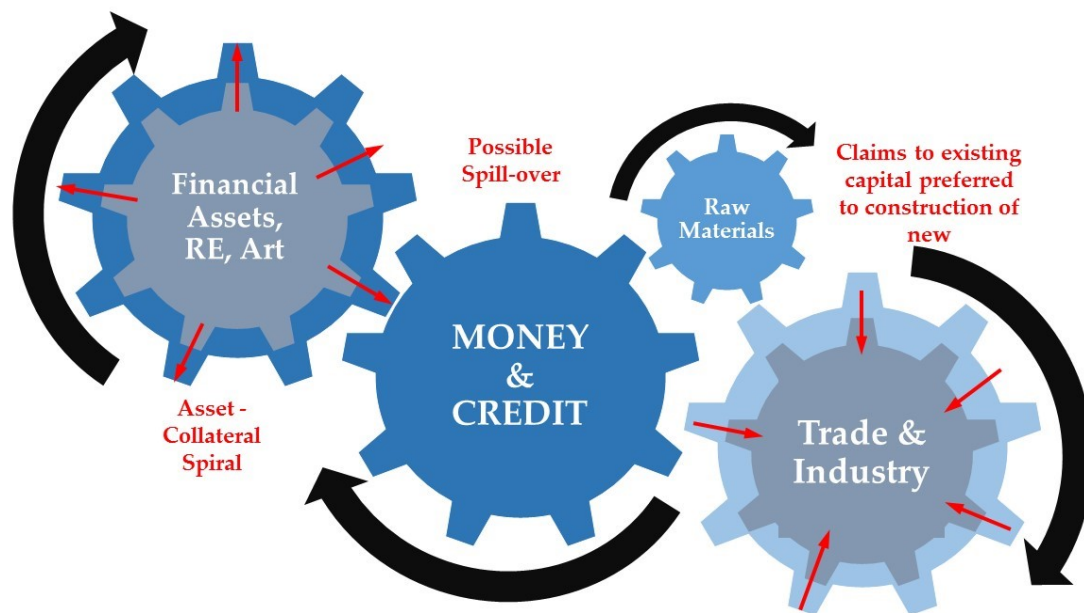 Financial
Assets,
RE, Art
Possible
Spill-over
Raw
Materials
Claims to existing
capital preferred
to construction of
new
MONEY
&
CREDIT
Asset -
Collateral
Spiral
Trade &
Industry